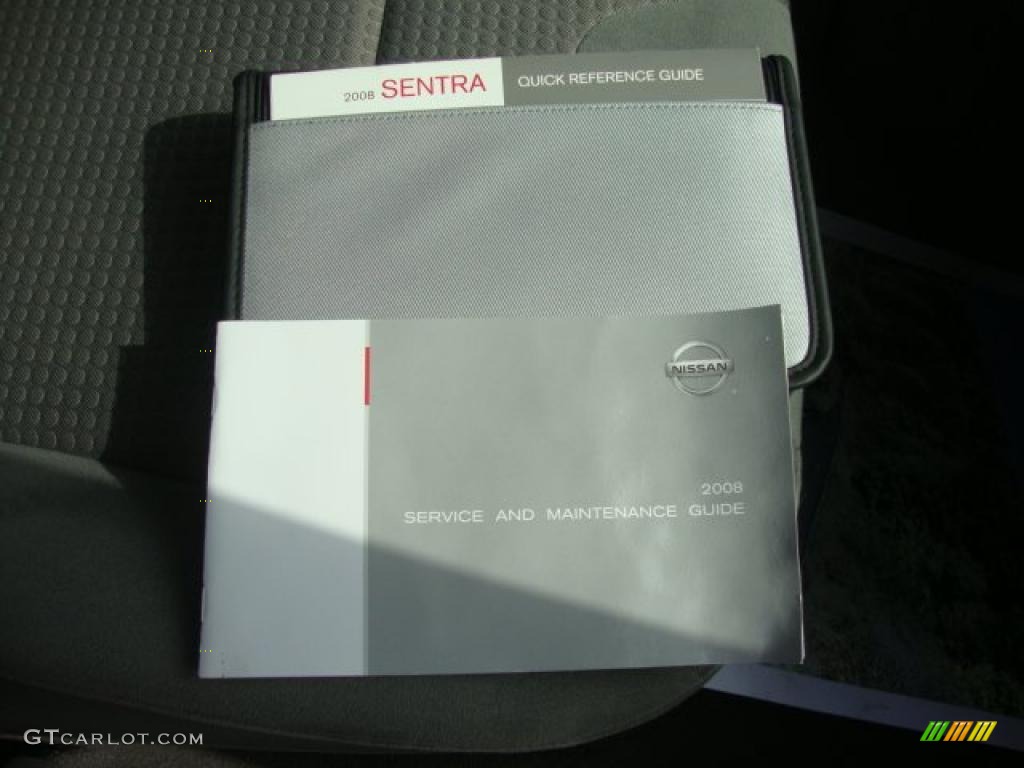 2008 SENTRA QUICK REFERENCE GUIDE
NISSAN
2008
SERVICE AND MAINTENANCE GUIDE
GTCARLOT.COM